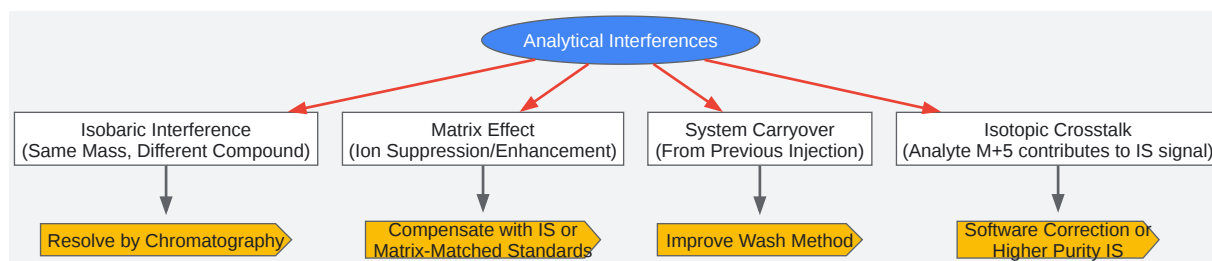 Analytical Interferences
Isobaric Interference
(Same Mass, Different Compound)
Matrix Effect
(Ion Suppression/Enhancement)
System Carryover
(From Previous Injection)
Isotopic Crosstalk
(Analyte M+5 contributes to IS signal)
Resolve by Chromatography
Compensate with IS or
Matrix-Matched Standards
Improve Wash Method
Software Correction or
Higher Purity IS